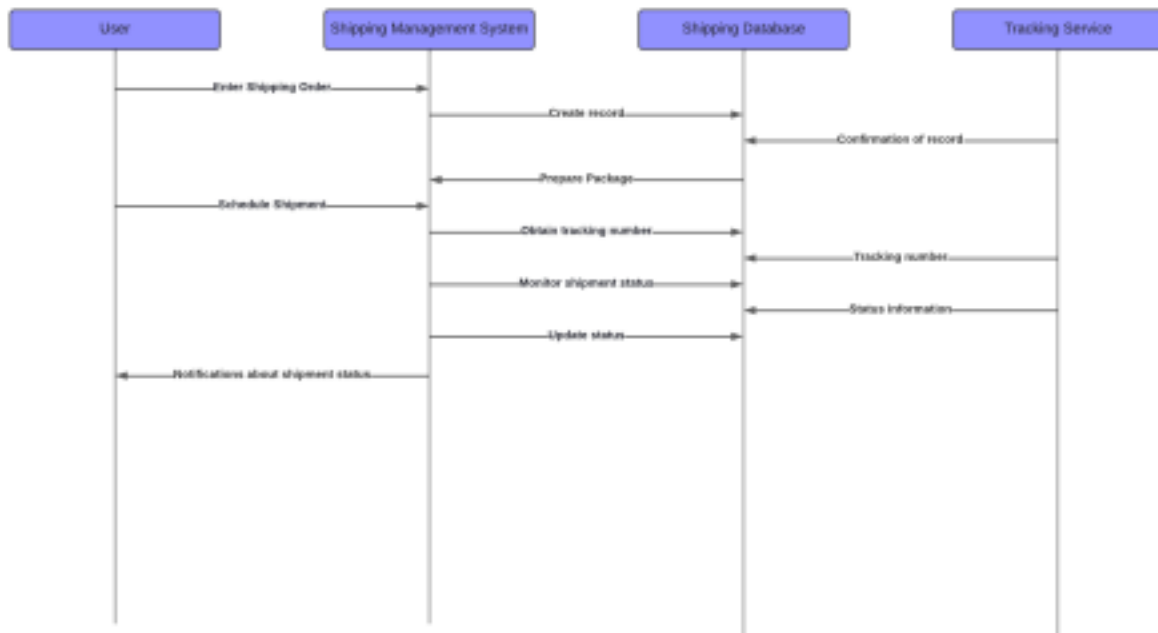 User
Shipping Management System
Shipping Database
Tracking Service
Enter Shipping Order
Create record
Confirmation of record
Prepare Package
Schedule Shipment
Obtain tracking number
Tracking number
Monitor shipment status
Status information
Update status
Notifications about shipment status